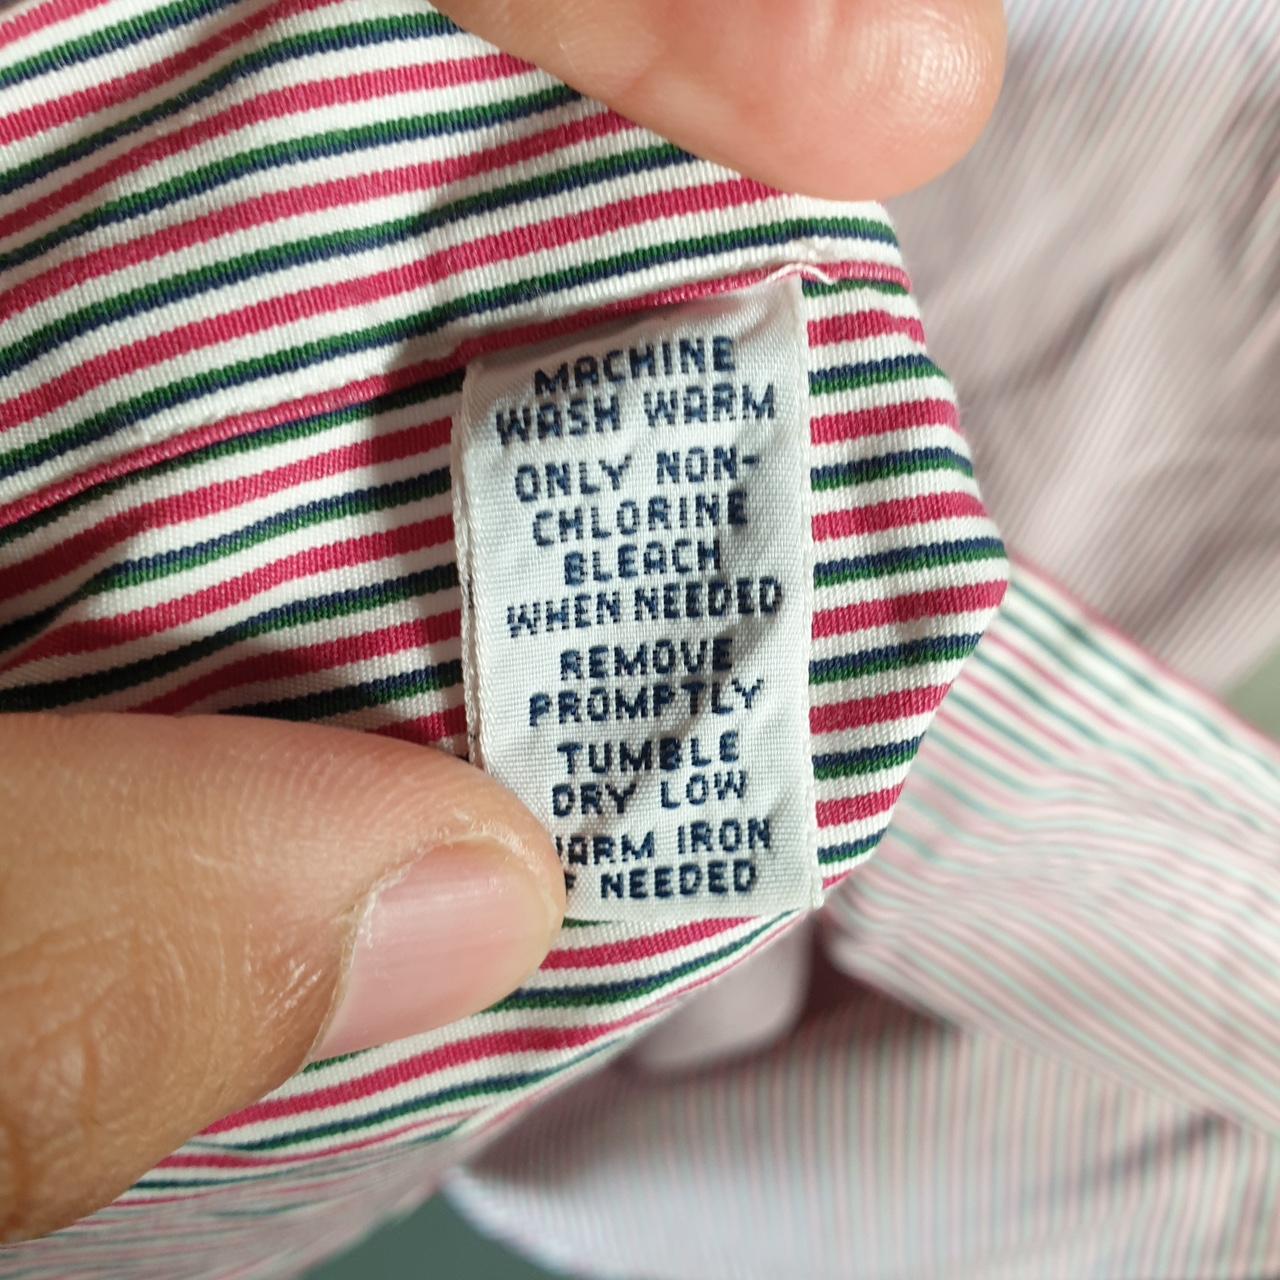 MACHINE
WASH WARM
ONLY NON-
CHLORINE
BLEACH
WHEN NEEDED
REMOVE
PROMPTLY
TUMBLE
DRY LOW
IRON
NEEDED